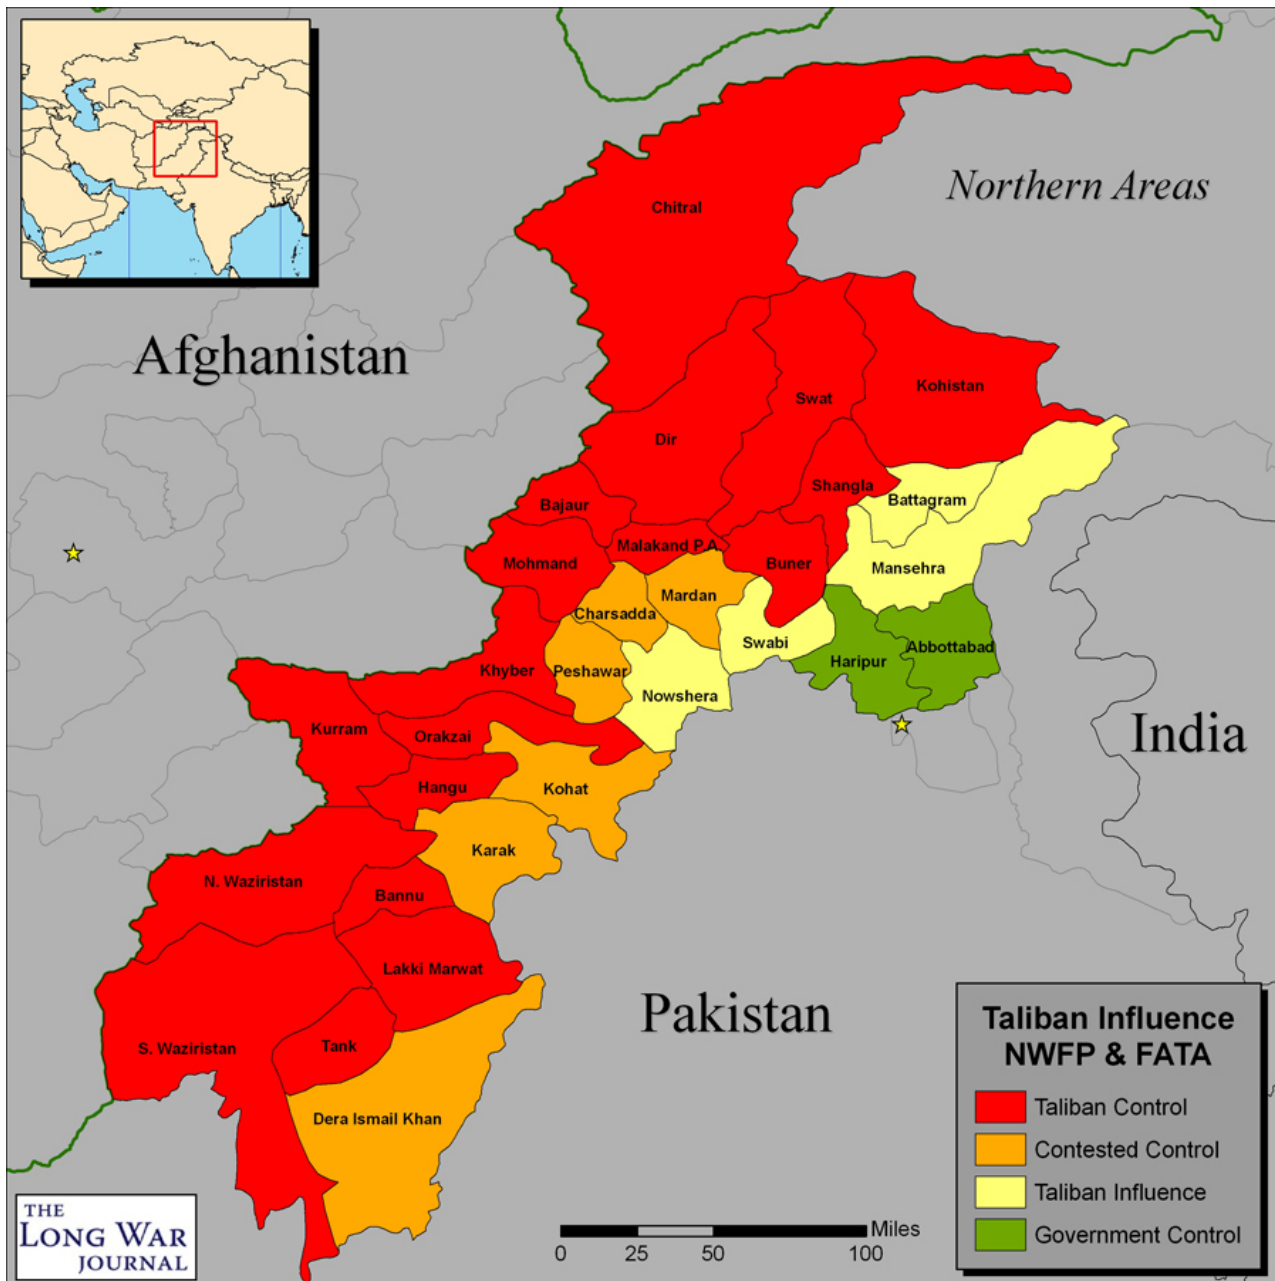 Northern Areas
Chitral
Afghanistan
Kohistan
Swat
Dir
Shangla
Battagram
Bajaur
Malakand P.A.
Mohmand
Buner
Mansehra
Mardan
Charsadda
Swabi
Abbottabad
Haripur
Khyber
Peshawar
Nowshera
Kurram
Orakzai
India
Hangu
Kohat
Karak
N. Waziristan
Bannu
Lakki Marwat
Pakistan
S. Waziristan
Tank
Dera Ismail Khan
Taliban Influence
NWFP & FATA
Taliban Control
Contested Control
Taliban Influence
Government Control
THE
LONG WAR
JOURNAL
Miles
0 25 50 100